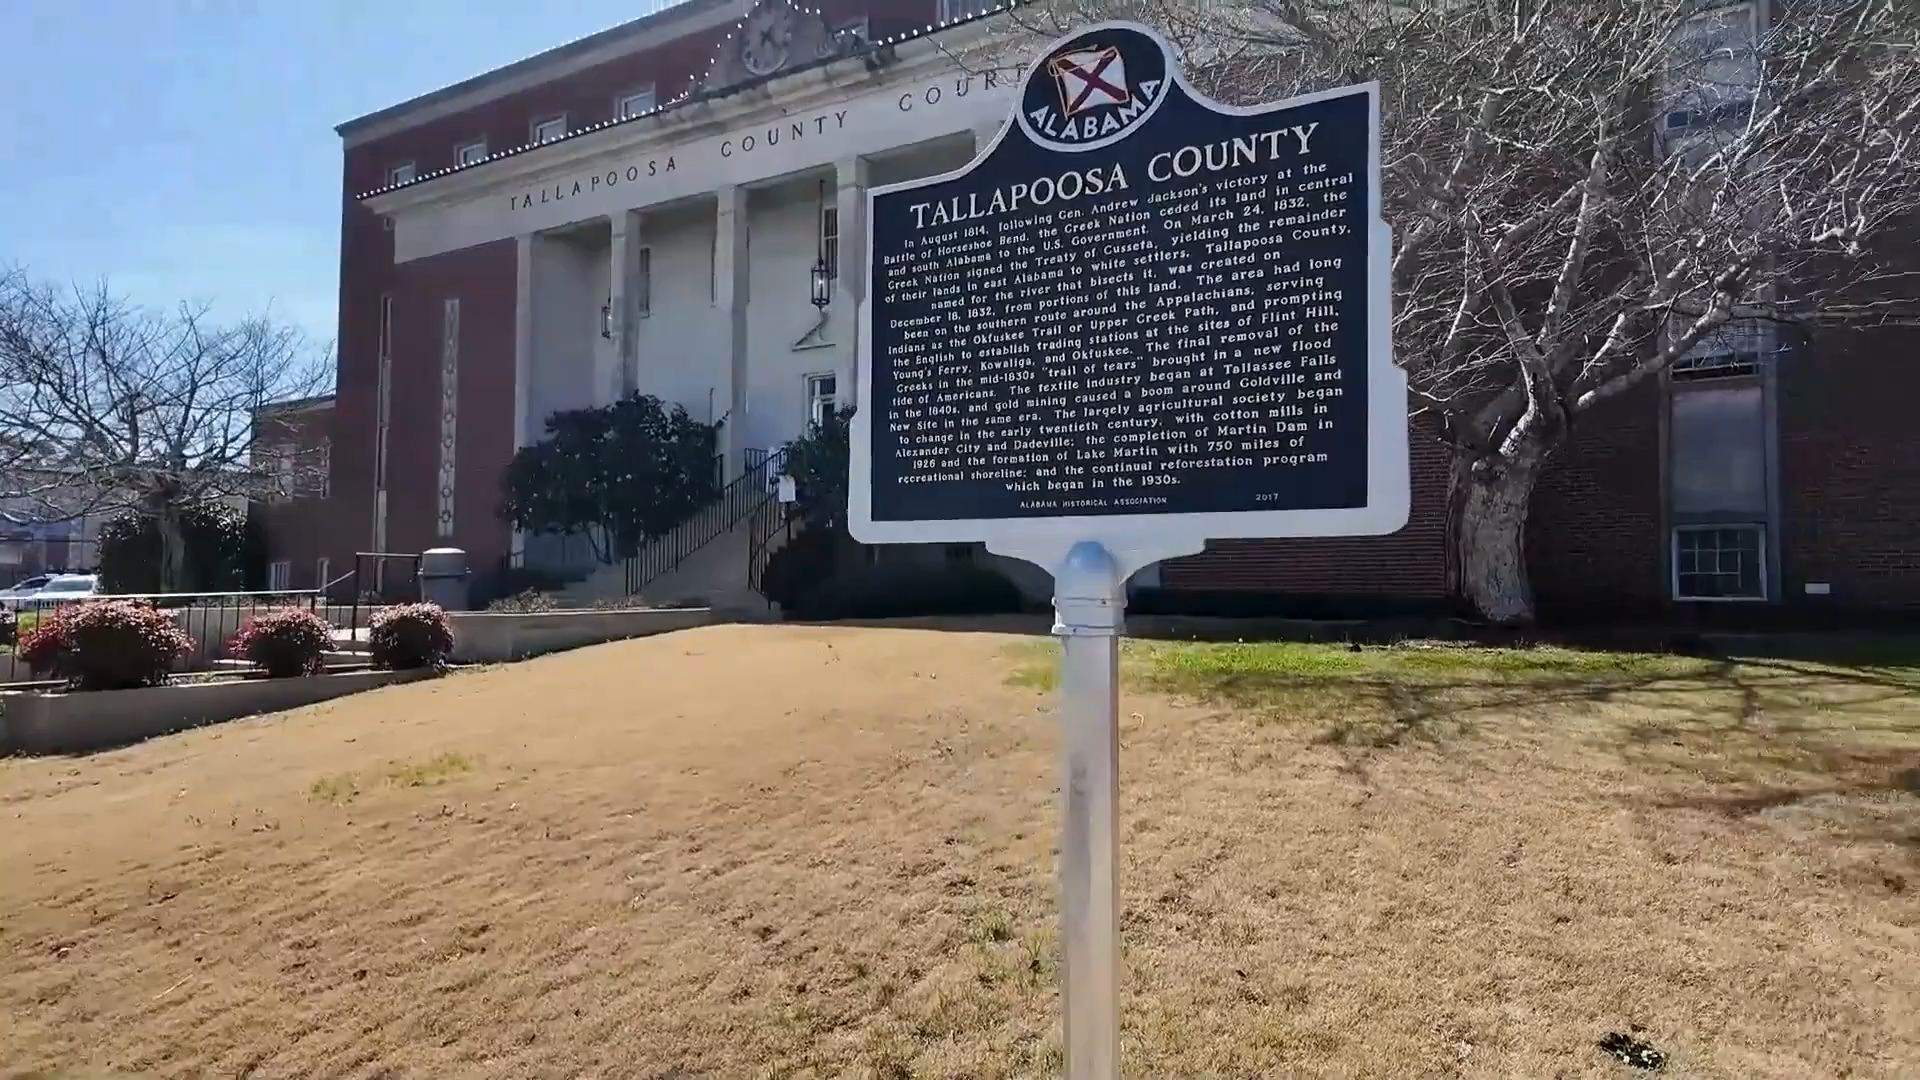 TALLAPOOSA COUNTY COURT
ALABAMA
TALLAPOOSA COUNTY
In August 1814, following Gen. Andrew Jackson's victory at the
Battle of Horseshoe Bend, the Creek Nation ceded its land in central
and south Alabama to the U.S. Government. On March 24, 1832, the
Creek Nation signed the Treaty of Cusseta, yielding the remainder
of their lands in east Alabama to white settlers. Tallapoosa County,
named for the river that bisects it, was created on
December 18, 1832, from portions of this land. The area had long
been on the southern route around the Appalachians, serving
Indians as the Okfuskee Trail or Upper Creek Path, and prompting
the English to establish trading stations at the sites of Flint Hill,
Young's Ferry, Kowaliga, and Okfuskee. The final removal of the
Creeks in the mid-1830s "trail of tears" brought in a new flood
tide of Americans. The textile industry began at Tallassee Falls
in the 1840s, and gold mining caused a boom around Goldville and
New Site in the same era. The largely agricultural society began
to change in the early twentieth century, with cotton mills in
Alexander City and Dadeville; the completion of Martin Dam in
1926 and the formation of Lake Martin with 750 miles of
recreational shoreline; and the continual reforestation program
which began in the 1930s.
ALABAMA HISTORICAL ASSOCIATION 2017